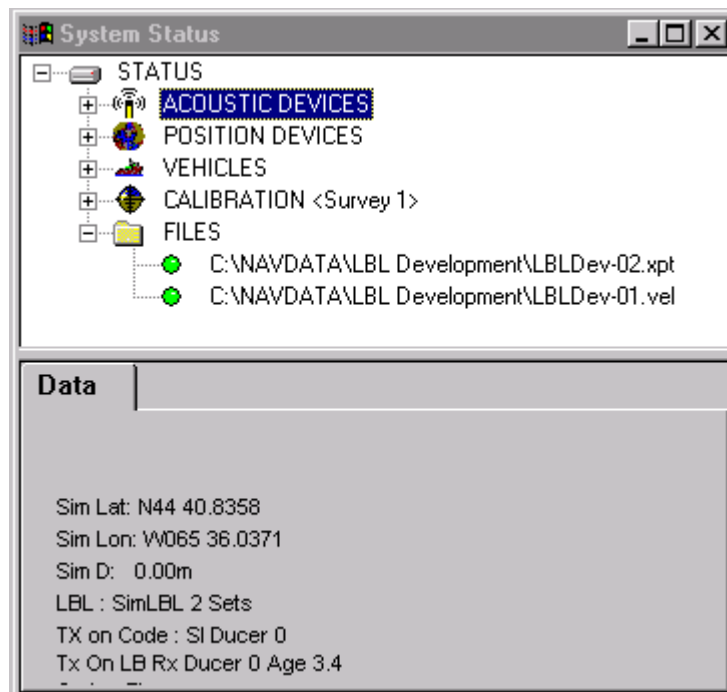 System Status
STATUS
ACOUSTIC DEVICES
POSITION DEVICES
VEHICLES
CALIBRATION <Survey 1>
FILES
C:\NAVDATA\LBL Development\LBLDev-02.xpt
C:\NAVDATA\LBL Development\LBLDev-01.vel
Data
Sim Lat: N44 40.8358
Sim Lon: W065 36.0371
Sim D: 0.00m
LBL : SimLBL 2 Sets
TX on Code : SI Ducer 0
Tx On LB Rx Ducer 0 Age 3.4